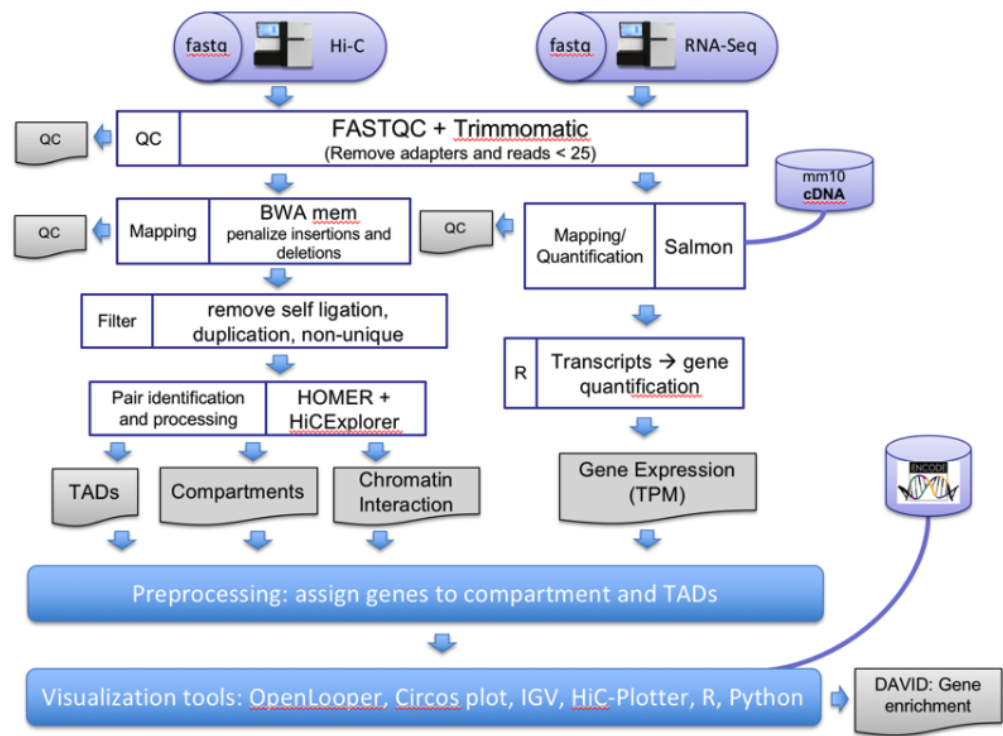 fastq
Hi-C
fastq
RNA-Seq
QC
QC
FASTQC + Trimmomatic
(Remove adapters and reads < 25)
mm10
cDNA
QC
Mapping
BWA mem
penalize insertions and
deletions
QC
Mapping/
Quantification
Salmon
Filter
remove self ligation,
duplication, non-unique
R
Transcripts → gene
quantification
Pair identification
and processing
HOMER +
HiCExplorer
TADs
Compartments
Chromatin
Interaction
Gene Expression
(TPM)
ENCODE
Preprocessing: assign genes to compartment and TADs
Visualization tools: OpenLooper, Circos plot, IGV, HiC-Plotter, R, Python
DAVID: Gene
enrichment